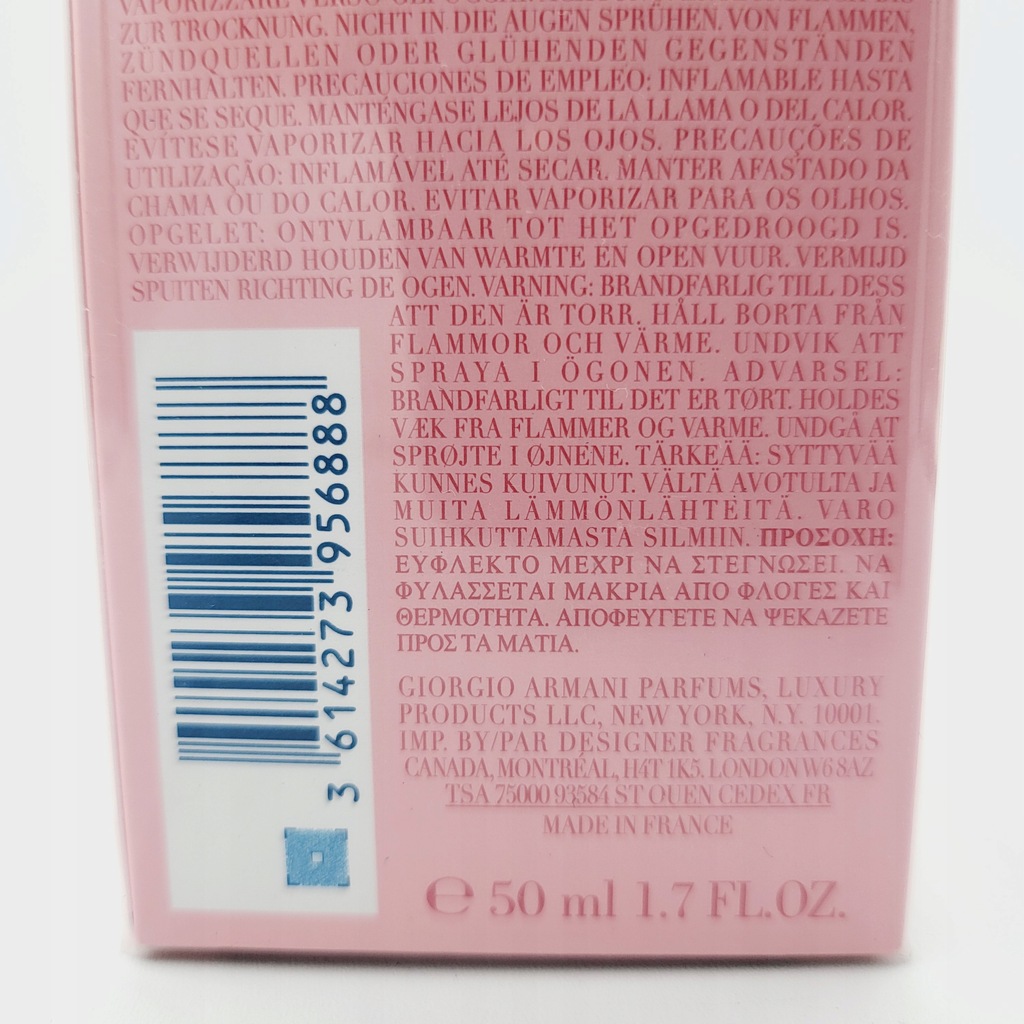 ZUR TROCKNUNG. NICHT IN DIE AUGEN SPRÜHEN. VON FLAMMEN,
ZÜNDQUELLEN ODER GLÜHENDEN GEGENSTÄNDEN
FERNHALTEN. PRECAUCIONES DE EMPLEO: INFLAMABLE HASTA
QUE SE SEQUE. MANTÉNGASE LEJOS DE LA LLAMA O DEL CALOR.
EVÍTESE VAPORIZAR HACIA LOS OJOS. PRECAUÇÕES DE
UTILIZAÇÃO: INFLAMÁVEL ATÉ SECAR. MANTER AFASTADO DA
CHAMA OU DO CALOR. EVITAR VAPORIZAR PARA OS OLHOS.
OPGELET: ONTVLAMBAAR TOT HET OPGEDROOGD IS.
VERWIJDERD HOUDEN VAN WARMTE EN OPEN VUUR. VERMIJD
SPUITEN RICHTING DE OGEN. VARNING: BRANDFARLIG TILL DESS
ATT DEN ÄR TORR. HÅLL BORTA FRÅN
FLAMMOR OCH VÄRME. UNDVIK ATT
SPRAYA I ÖGONEN. ADVARSEL:
BRANDFARLIGT TIL DET ER TØRT. HOLDES
VÆK FRA FLAMMER OG VARME. UNDGÅ AT
SPRØJTE I ØJNENE. TÄRKEÄÄ: SYTTYVÄÄ
KUNNES KUIVUNUT. VÄLTÄ AVOTULTA JA
MUITA LÄMMÖNLÄHTEITÄ. VARO
SUIHKUTTAMASTA SILMIIN. ΠΡΟΣΟΧΗ:
ΕΥΦΛΕΚΤΟ ΜΕΧΡΙ ΝΑ ΣΤΕΓΝΩΣΕΙ. ΝΑ
ΦΥΛΑΣΣΕΤΑΙ ΜΑΚΡΙΑ ΑΠΟ ΦΛΟΓΕΣ ΚΑΙ
ΘΕΡΜΟΤΗΤΑ. ΑΠΟΦΕΥΓΕΤΕ ΝΑ ΨΕΚΑΖΕΤΕ
ΠΡΟΣ ΤΑ ΜΑΤΙΑ.
3 614273 956888
GIORGIO ARMANI PARFUMS, LUXURY
PRODUCTS LLC, NEW YORK, N.Y. 10001.
IMP. BY/PAR DESIGNER FRAGRANCES
CANADA, MONTRÉAL, H4T 1K5. LONDON W6 8AZ
TSA 75000 93584 ST OUEN CEDEX FR
MADE IN FRANCE
℮ 50 ml 1.7 FL.OZ.